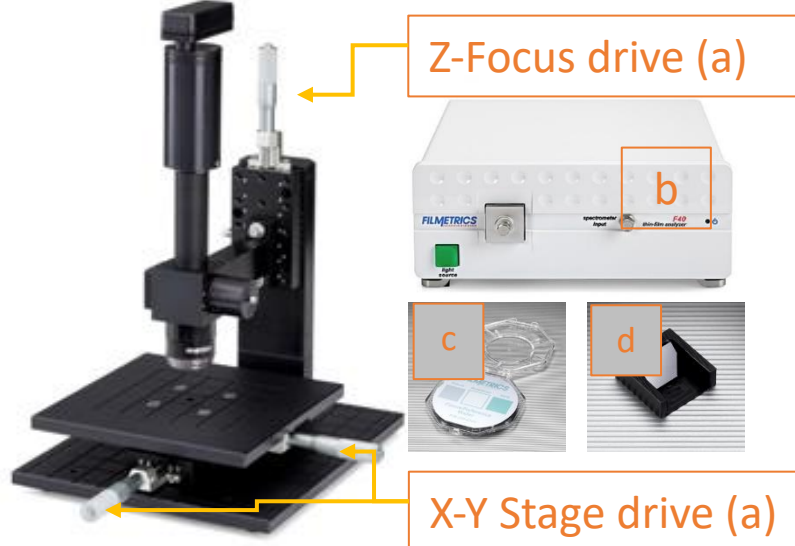 Z-Focus drive (a)
b
FILMETRICS
spectrometer
input
F40
thin-film analyzer
light
source
c
d
X-Y Stage drive (a)